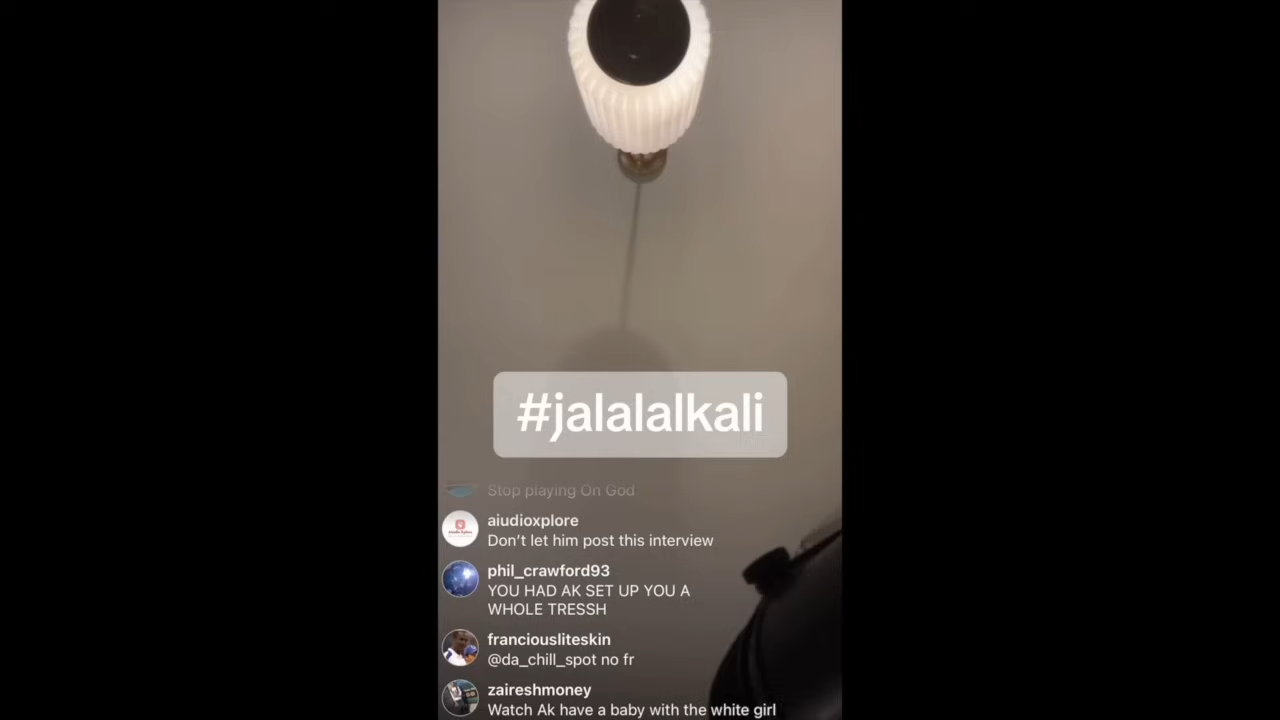 #jalalalkali
Stop playing On God
aiudioxplore
Don't let him post this interview
phil_crawford93
YOU HAD AK SET UP YOU A
WHOLE TRESSH
franciousliteskin
@da_chill_spot no fr
zaireshmoney
Watch Ak have a baby with the white girl